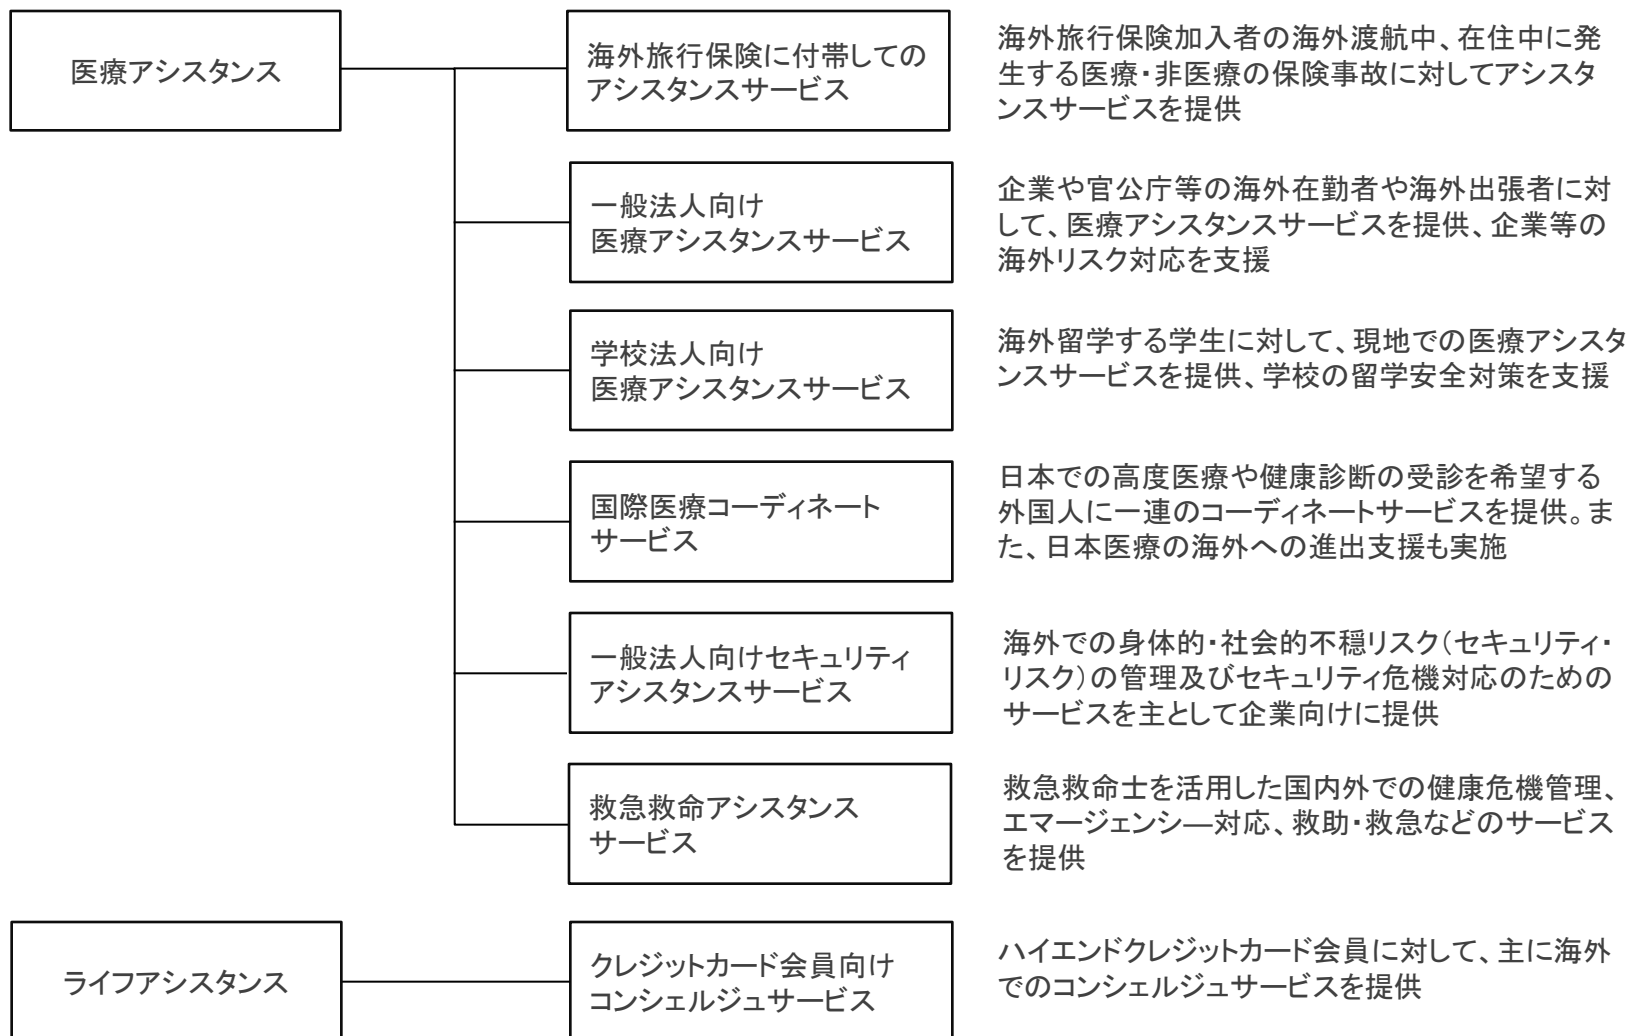 医療アシスタンス
海外旅行保険に付帯しての
アシスタンスサービス
海外旅行保険加入者の海外渡航中、在住中に発
生する医療・非医療の保険事故に対してアシスタ
ンスサービスを提供
一般法人向け
医療アシスタンスサービス
企業や官公庁等の海外在勤者や海外出張者に対
して、医療アシスタンスサービスを提供、企業等の
海外リスク対応を支援
学校法人向け
医療アシスタンスサービス
海外留学する学生に対して、現地での医療アシスタ
ンスサービスを提供、学校の留学安全対策を支援
国際医療コーディネート
サービス
日本での高度医療や健康診断の受診を希望する
外国人に一連のコーディネートサービスを提供。ま
た、日本医療の海外への進出支援も実施
一般法人向けセキュリティ
アシスタンスサービス
海外での身体的・社会的不穏リスク（セキュリティ・
リスク）の管理及びセキュリティ危機対応のための
サービスを主として企業向けに提供
救急救命アシスタンス
サービス
救急救命士を活用した国内外での健康危機管理、
エマージェンシ―対応、救助・救急などのサービス
を提供
ライフアシスタンス
クレジットカード会員向け
コンシェルジュサービス
ハイエンドクレジットカード会員に対して、主に海外
でのコンシェルジュサービスを提供